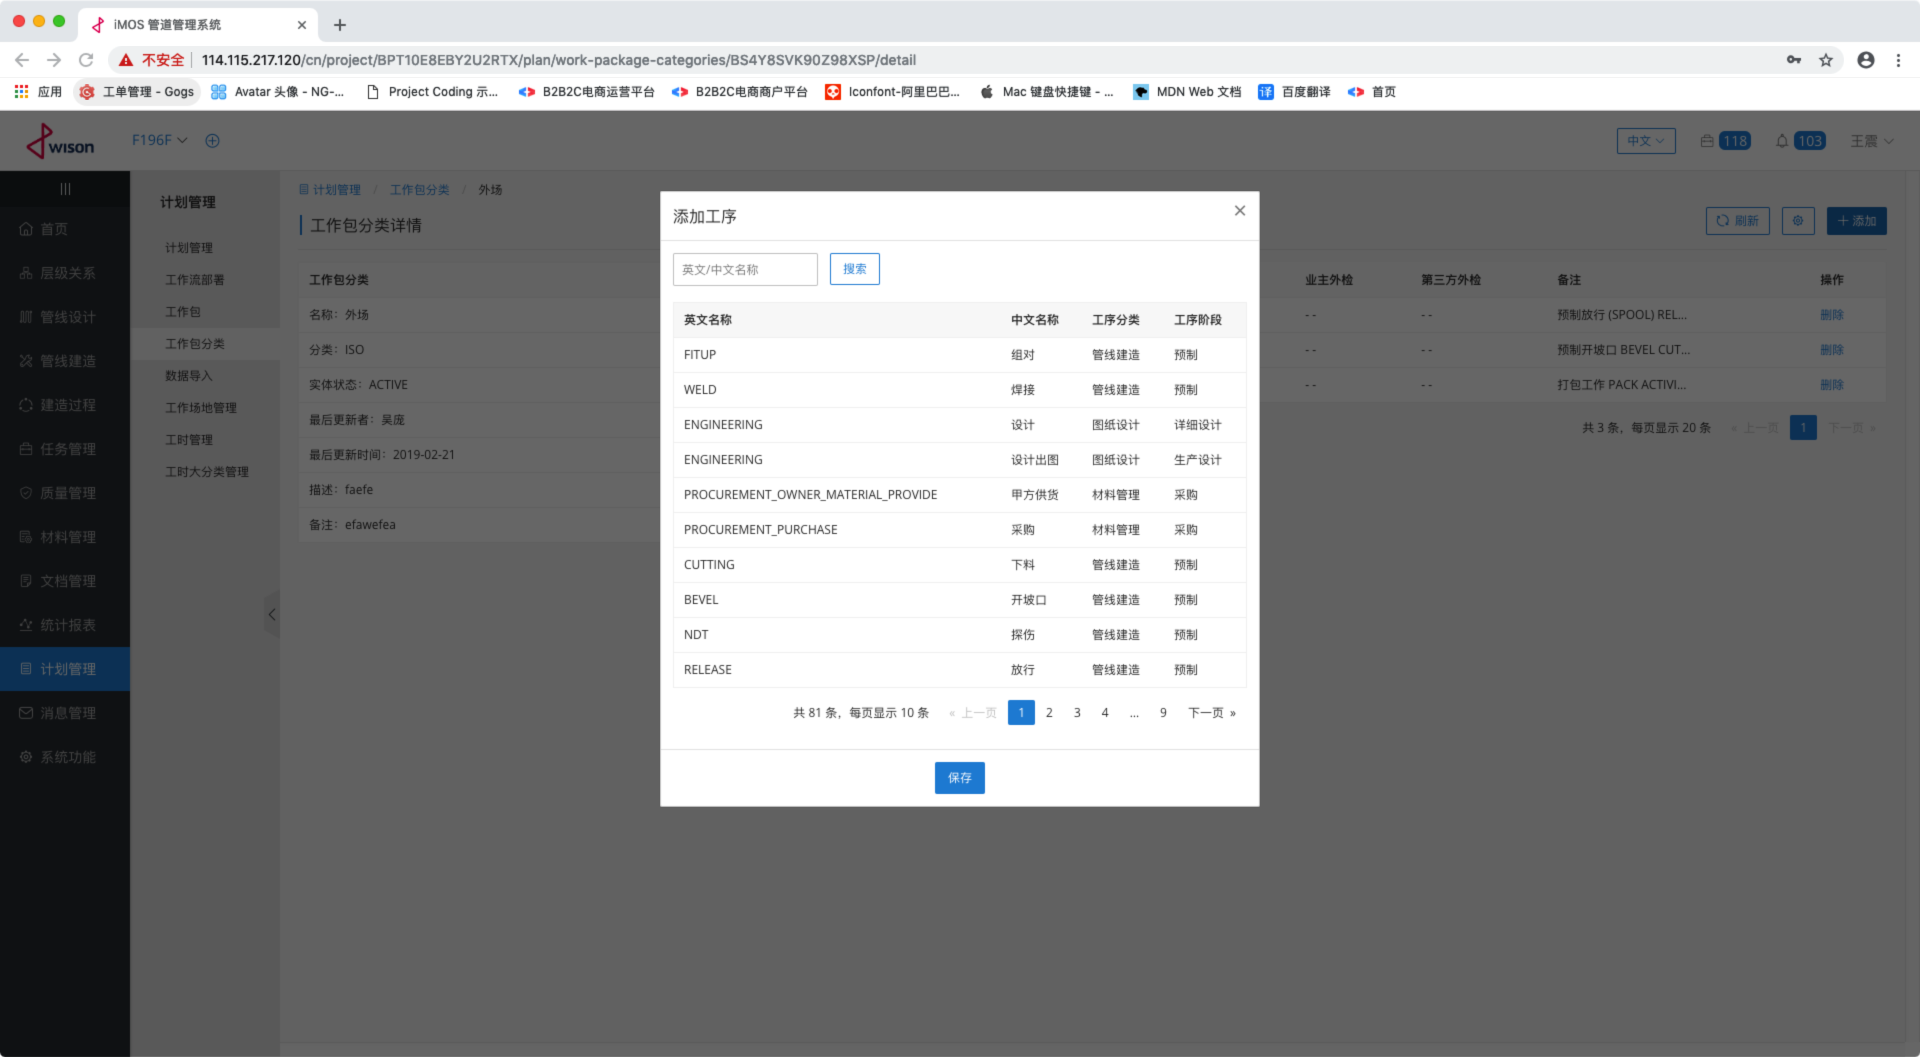 iMOS 管道管理系统
不安全 114.115.217.120/cn/project/BPT10E8EBY2U2RTX/plan/work-package-categories/BS4Y8SVK90Z98XSP/detail
应用 工单管理 - Gogs Avatar 头像 - NG-... Project Coding 示... B2B2C电商运营平台 B2B2C电商商户平台 Iconfont-阿里巴巴... Mac 键盘快捷键 - ... MDN Web 文档 译 百度翻译 首页
wison F196F 中文 118 103 王震
首页
层级关系
管线设计
管线建造
建造过程
任务管理
质量管理
材料管理
文档管理
统计报表
计划管理
消息管理
系统功能
计划管理
计划管理
工作流部署
工作包
工作包分类
数据导入
工作场地管理
工时管理
工时大分类管理
计划管理 / 工作包分类 / 外场
工作包分类详情
刷新 添加
工作包分类
名称：外场
分类：ISO
实体状态：ACTIVE
最后更新者：吴庞
最后更新时间：2019-02-21
描述：faefe
备注：efawefea
业主外检 第三方外检 备注 操作
- - - - 预制放行 (SPOOL) REL... 删除
- - - - 预制开坡口 BEVEL CUT... 删除
- - - - 打包工作 PACK ACTIVI... 删除
共 3 条，每页显示 20 条 « 上一页 1 下一页 »
添加工序 ×
英文/中文名称 搜索
英文名称 中文名称 工序分类 工序阶段
FITUP 组对 管线建造 预制
WELD 焊接 管线建造 预制
ENGINEERING 设计 图纸设计 详细设计
ENGINEERING 设计出图 图纸设计 生产设计
PROCUREMENT_OWNER_MATERIAL_PROVIDE 甲方供货 材料管理 采购
PROCUREMENT_PURCHASE 采购 材料管理 采购
CUTTING 下料 管线建造 预制
BEVEL 开坡口 管线建造 预制
NDT 探伤 管线建造 预制
RELEASE 放行 管线建造 预制
共 81 条，每页显示 10 条 « 上一页 1 2 3 4 ... 9 下一页 »
保存